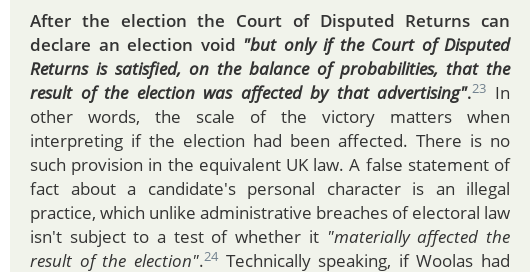 After the election the Court of Disputed Returns can
declare an election void "but only if the Court of Disputed
Returns is satisfied, on the balance of probabilities, that the
result of the election was affected by that advertising".23 In
other words, the scale of the victory matters when
interpreting if the election had been affected. There is no
such provision in the equivalent UK law. A false statement of
fact about a candidate's personal character is an illegal
practice, which unlike administrative breaches of electoral law
isn't subject to a test of whether it "materially affected the
result of the election".24 Technically speaking, if Woolas had